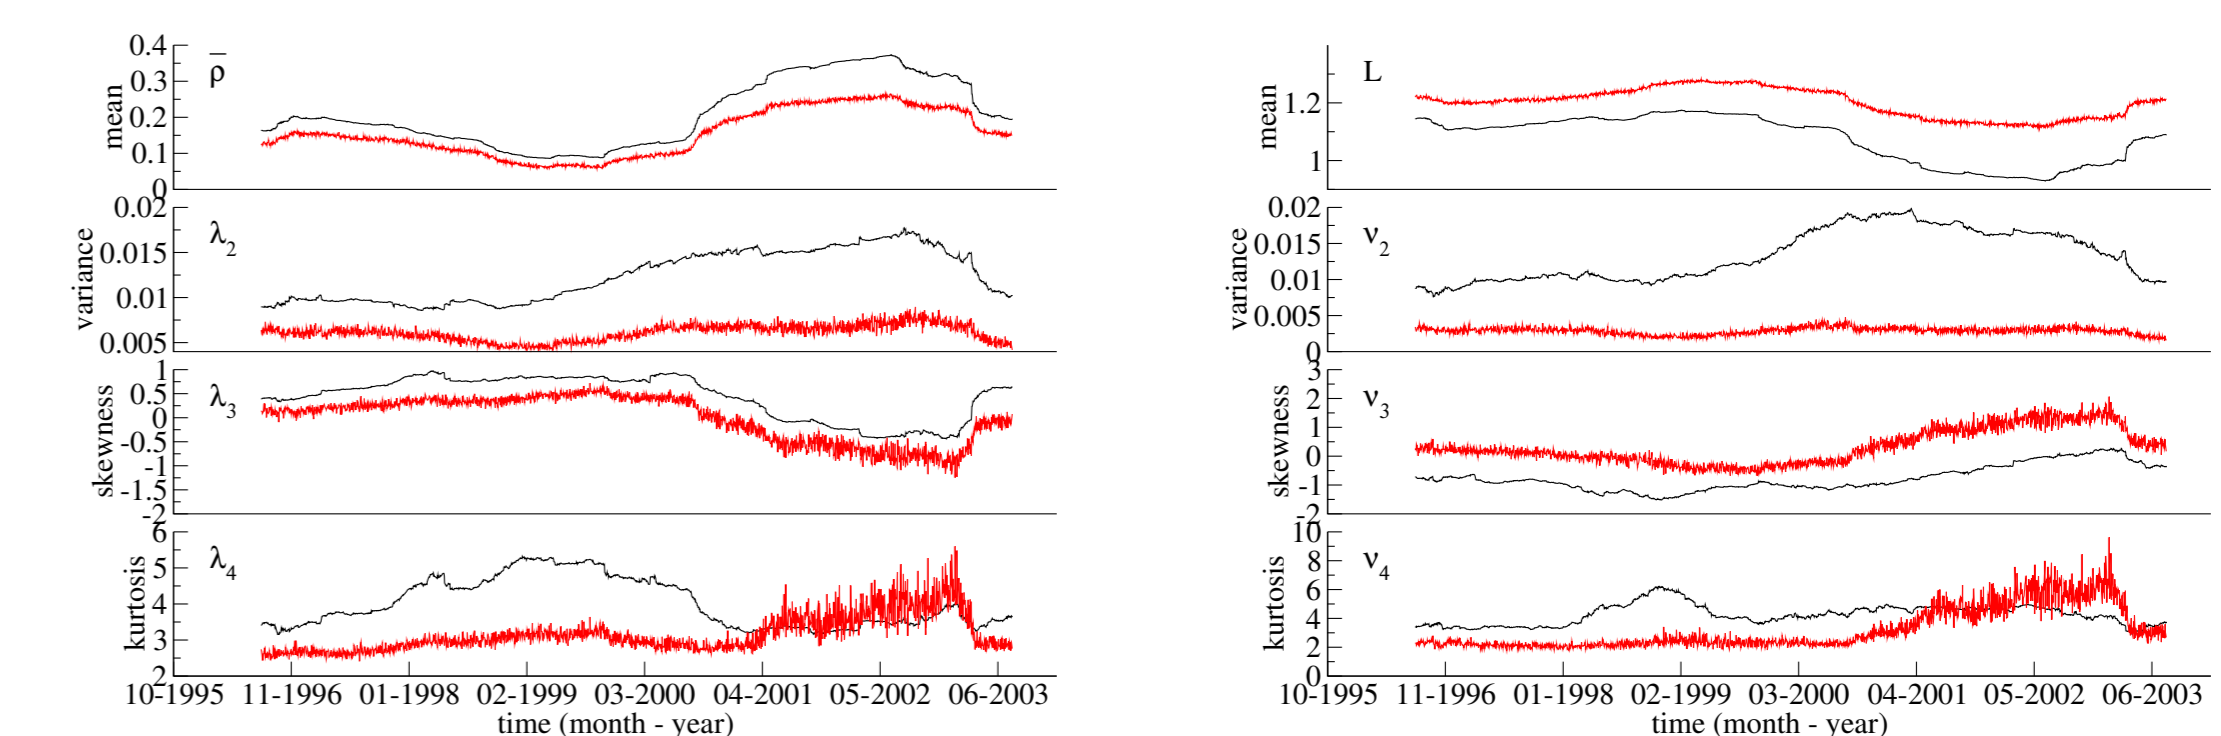 0.4
0.3
0.2
0.1
0
mean
ρ̅
0.02
0.015
0.01
0.005
variance
λ2
1
0.5
0
-0.5
-1
-1.5
-2
skewness
λ3
6
5
4
3
2
kurtosis
λ4
10-1995 11-1996 01-1998 02-1999 03-2000 04-2001 05-2002 06-2003
time (month - year)
1.2
1
mean
L
0.02
0.015
0.01
0.005
0
variance
ν2
3
2
1
0
-1
-2
skewness
ν3
10
8
6
4
2
0
kurtosis
ν4
10-1995 11-1996 01-1998 02-1999 03-2000 04-2001 05-2002 06-2003
time (month - year)